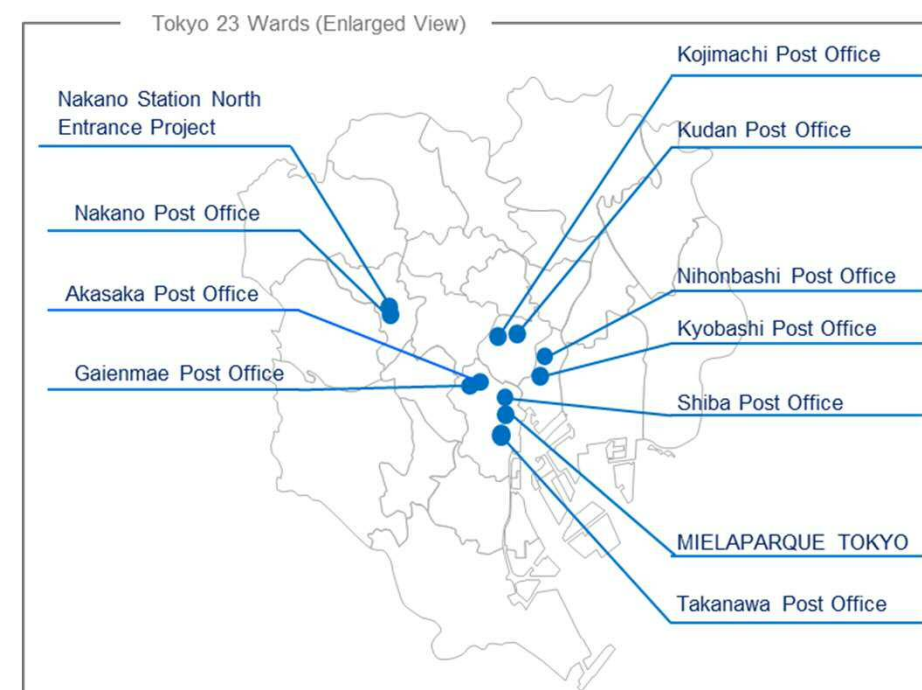 Tokyo 23 Wards (Enlarged View)
Nakano Station North
Entrance Project
Nakano Post Office
Akasaka Post Office
Gaienmae Post Office
Kojimachi Post Office
Kudan Post Office
Nihonbashi Post Office
Kyobashi Post Office
Shiba Post Office
MIELAPARQUE TOKYO
Takanawa Post Office